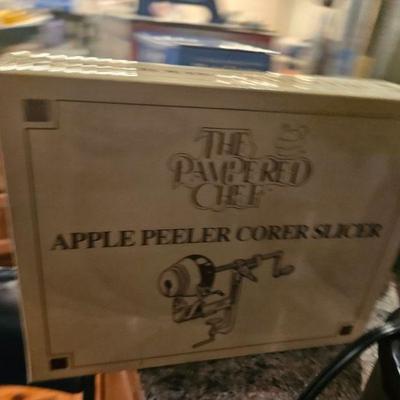 THE
PAMPERED
CHEF
APPLE PEELER CORER SLICER